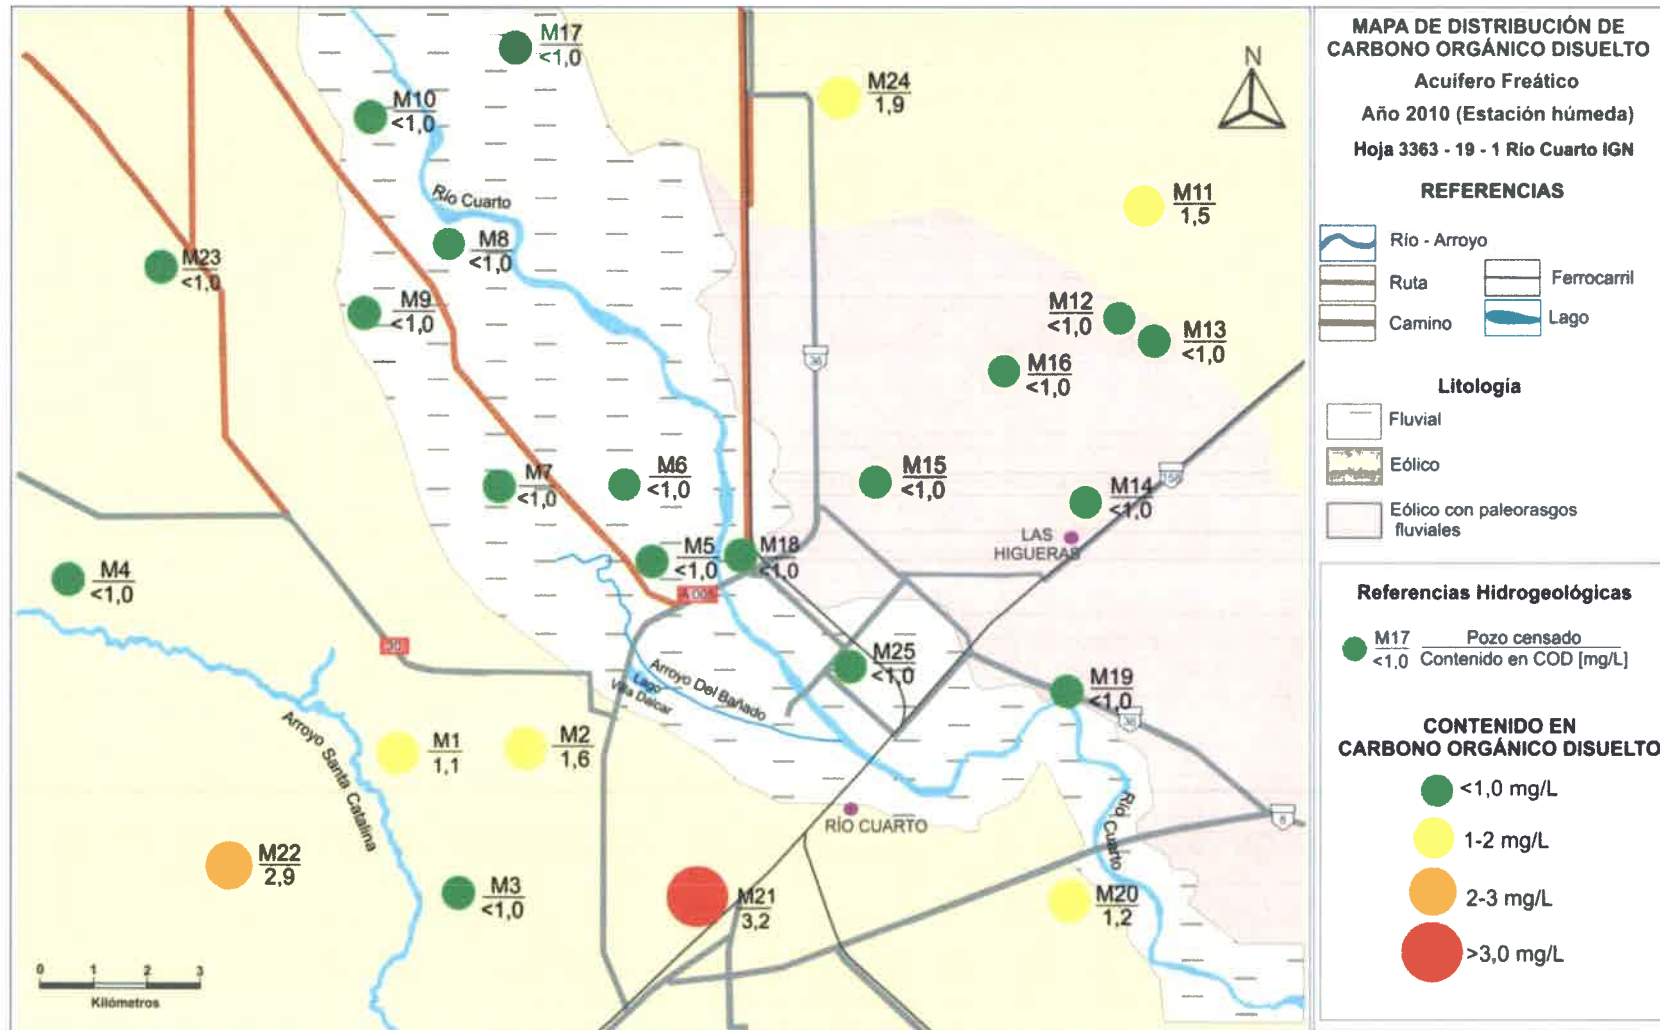 M17
<1,0
M10
<1,0
M24
1,9
N
Río Cuarto
M11
1,5
M8
<1,0
M23
<1,0
M9
<1,0
M12
<1,0
M13
<1,0
36
M16
<1,0
M7
<1,0
M6
<1,0
M15
<1,0
M14
<1,0
158
LAS
HIGUERAS
M5
<1,0
M18
<1,0
M4
<1,0
A 005
30
M25
<1,0
M19
<1,0
36
Arroyo Del Bañado
Lago
Villa Dalcar
Arroyo Santa Catalina
M1
1,1
M2
1,6
RÍO CUARTO
Río Cuarto
8
M22
2,9
M3
<1,0
M21
3,2
M20
1,2
0 1 2 3
Kilómetros
MAPA DE DISTRIBUCIÓN DE
CARBONO ORGÁNICO DISUELTO
Acuífero Freático
Año 2010 (Estación húmeda)
Hoja 3363 - 19 - 1 Río Cuarto IGN
REFERENCIAS
Río - Arroyo
Ruta
Ferrocarril
Camino
Lago
Litología
Fluvial
Eólico
Eólico con paleorasgos
fluviales
Referencias Hidrogeológicas
M17 Pozo censado
<1,0 Contenido en COD [mg/L]
CONTENIDO EN
CARBONO ORGÁNICO DISUELTO
<1,0 mg/L
1-2 mg/L
2-3 mg/L
>3,0 mg/L